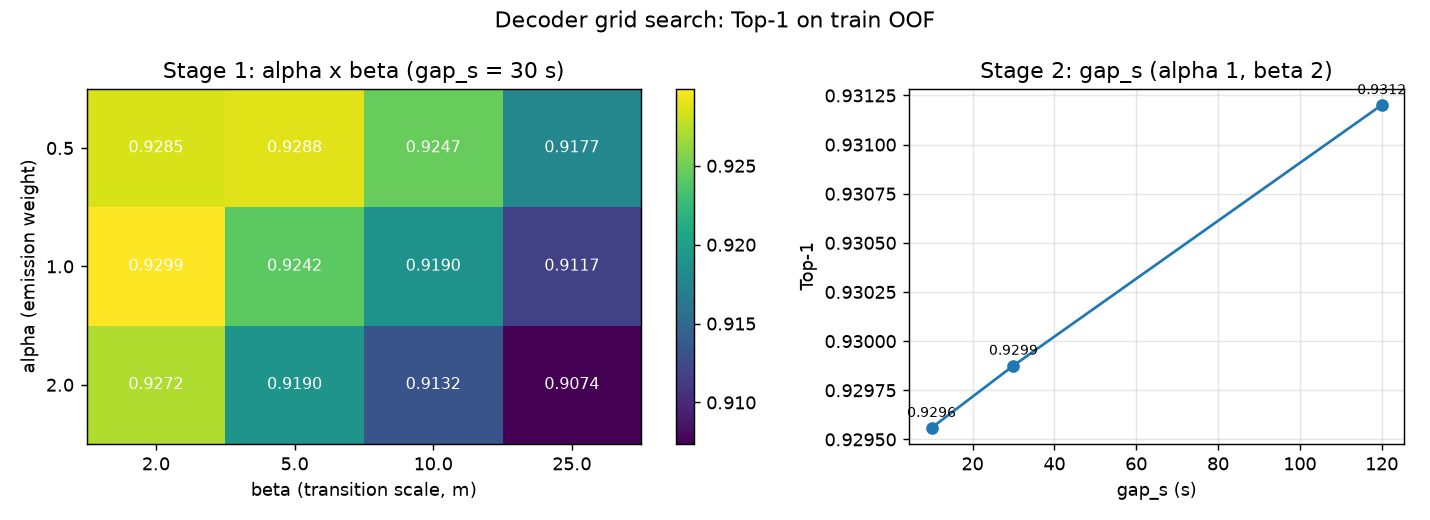 Decoder grid search: Top-1 on train OOF
Stage 1: alpha x beta (gap_s = 30 s)
alpha (emission weight)
0.5
1.0
2.0
0.9285 0.9288 0.9247 0.9177
0.9299 0.9242 0.9190 0.9117
0.9272 0.9190 0.9132 0.9074
2.0 5.0 10.0 25.0
beta (transition scale, m)
0.925
0.920
0.915
0.910
Stage 2: gap_s (alpha 1, beta 2)
Top-1
0.93125
0.93100
0.93075
0.93050
0.93025
0.93000
0.92975
0.92950
0.9312
0.9299
0.9296
20 40 60 80 100 120
gap_s (s)